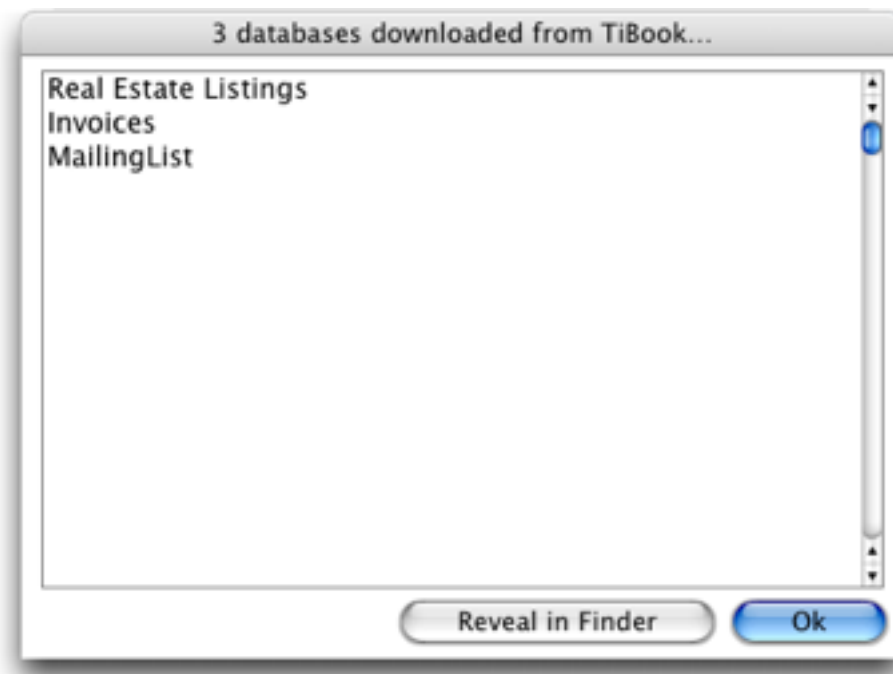 3 databases downloaded from TiBook...
Real Estate Listings
Invoices
MailingList
Reveal in Finder
Ok